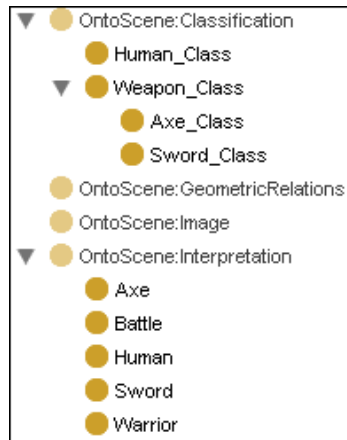 OntoScene:Classification
Human_Class
Weapon_Class
Axe_Class
Sword_Class
OntoScene:GeometricRelations
OntoScene:Image
OntoScene:Interpretation
Axe
Battle
Human
Sword
Warrior